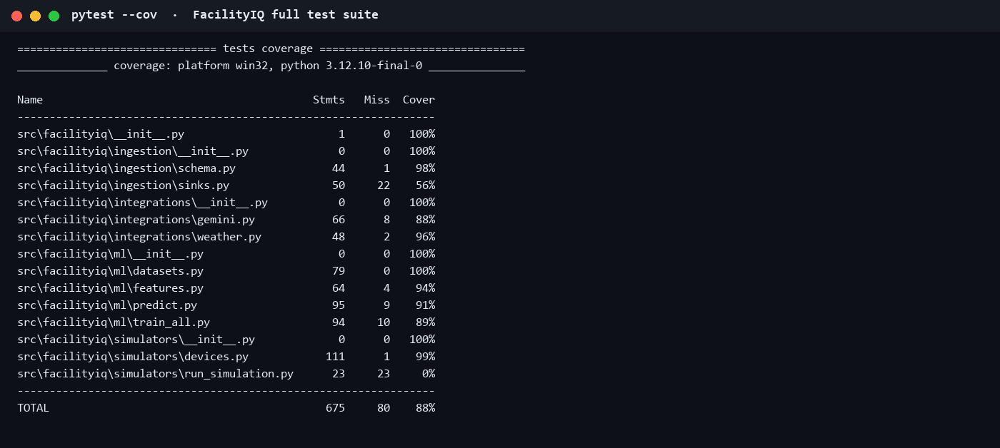 pytest --cov · FacilityIQ full test suite
=============================== tests coverage ================================
______________ coverage: platform win32, python 3.12.10-final-0 _______________
Name                                          Stmts   Miss  Cover
-----------------------------------------------------------------
src\facilityiq\__init__.py                        1      0   100%
src\facilityiq\ingestion\__init__.py              0      0   100%
src\facilityiq\ingestion\schema.py               44      1    98%
src\facilityiq\ingestion\sinks.py                50     22    56%
src\facilityiq\integrations\__init__.py           0      0   100%
src\facilityiq\integrations\gemini.py            66      8    88%
src\facilityiq\integrations\weather.py           48      2    96%
src\facilityiq\ml\__init__.py                     0      0   100%
src\facilityiq\ml\datasets.py                    79      0   100%
src\facilityiq\ml\features.py                    64      4    94%
src\facilityiq\ml\predict.py                     95      9    91%
src\facilityiq\ml\train_all.py                   94     10    89%
src\facilityiq\simulators\__init__.py             0      0   100%
src\facilityiq\simulators\devices.py            111      1    99%
src\facilityiq\simulators\run_simulation.py      23     23     0%
-----------------------------------------------------------------
TOTAL                                           675     80    88%